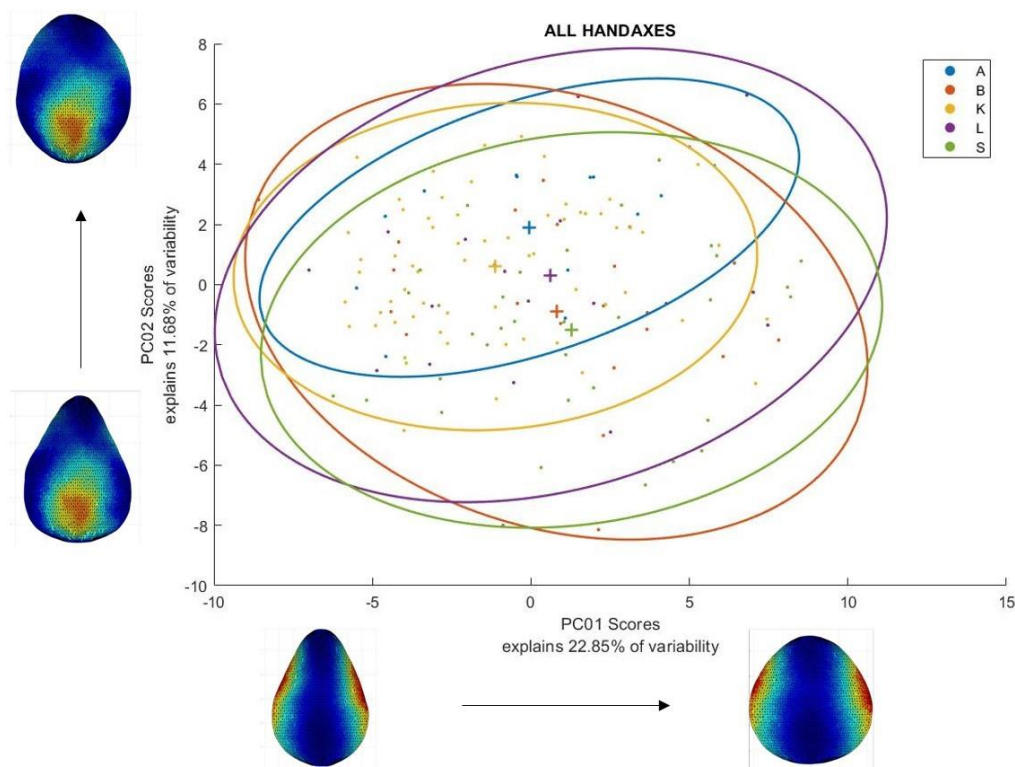 ALL HANDAXES
A
B
K
L
S
8
6
4
2
0
-2
-4
-6
-8
-10
PC02 Scores
explains 11.68% of variability
-10
-5
0
5
10
15
PC01 Scores
explains 22.85% of variability